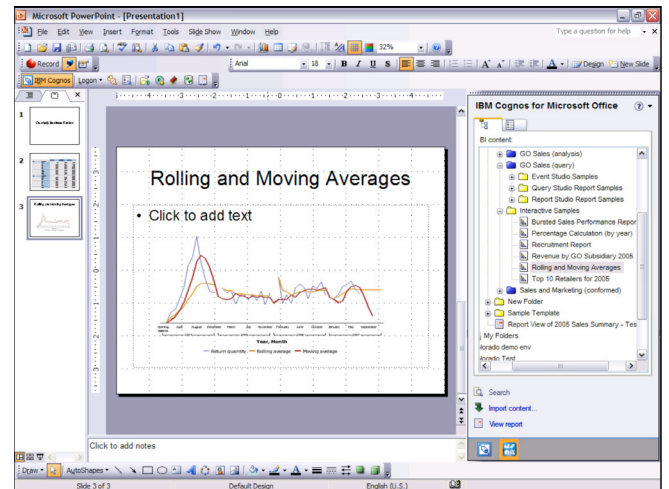 Microsoft PowerPoint - [Presentation1]
File Edit View Insert Format Tools Slide Show Window Help
Type a question for help
32%
Record
Arial
18
B I U S
Design New Slide
IBM Cognos Logon
1
2
3
Rolling and Moving Averages
• Click to add text
Year, Month
Return quantity Rolling average Moving average
Click to add notes
IBM Cognos for Microsoft Office
BI content:
GO Sales (analysis)
GO Sales (query)
Event Studio Samples
Query Studio Report Samples
Report Studio Samples
Interactive Samples
Bursted Sales Performance Repor
Percentage Calculation (by year)
Recruitment Report
Revenue by GO Subsidiary 2005
Rolling and Moving Averages
Top 10 Retailers for 2005
Sales and Marketing (conformed)
New Folder
Sample Template
Report View of 2005 Sales Summary - Tes
My Folders
lorado demo env
lorado Test
Search
Import content...
View report
Draw AutoShapes
Slide 3 of 3 Default Design English (U.S.)